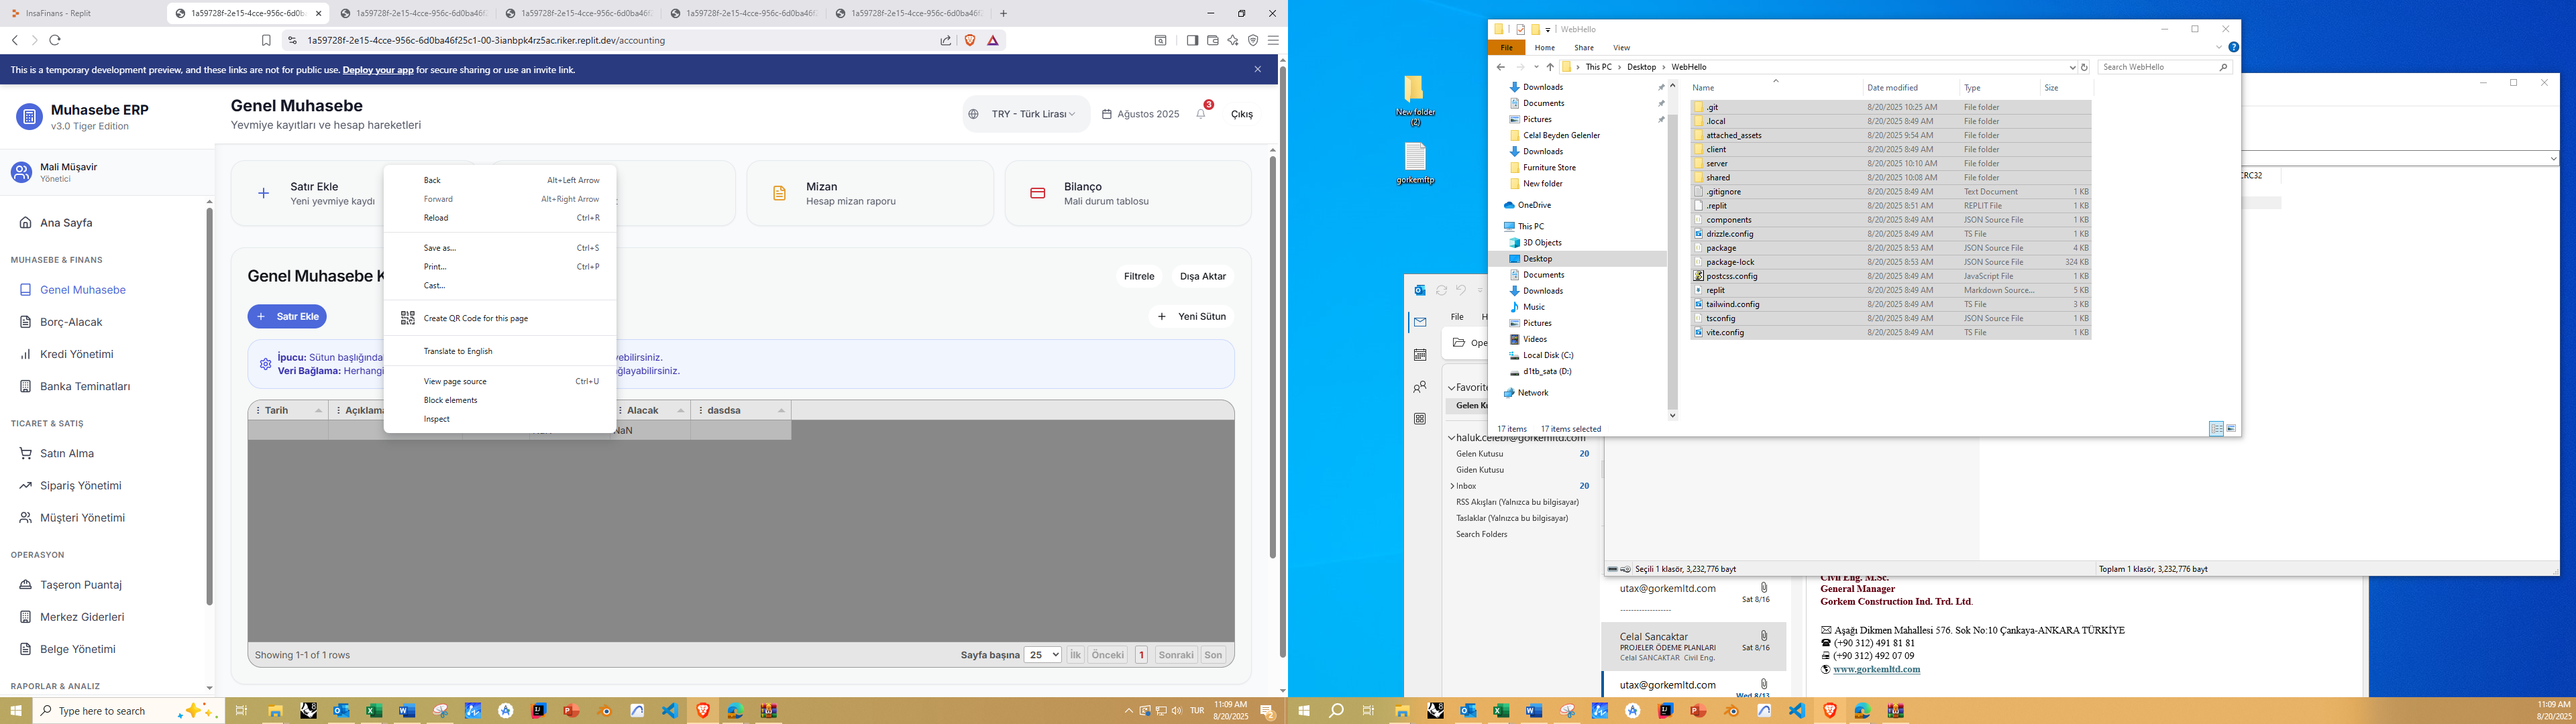 InsaFinans - Replit
1a59728f-2e15-4cce-956c-6d0ba46f
1a59728f-2e15-4cce-956c-6d0ba46f
1a59728f-2e15-4cce-956c-6d0ba46f
1a59728f-2e15-4cce-956c-6d0ba46f
1a59728f-2e15-4cce-956c-6d0ba46f
1a59728f-2e15-4cce-956c-6d0ba46f25c1-00-3ianbpk4rz5ac.riker.replit.dev/accounting
This is a temporary development preview, and these links are not for public use. Deploy your app for secure sharing or use an invite link.
Muhasebe ERP
v3.0 Tiger Edition
Mali Müşavir
Yönetici
Ana Sayfa
MUHASEBE & FINANS
Genel Muhasebe
Borç-Alacak
Kredi Yönetimi
Banka Teminatları
TICARET & SATIŞ
Satın Alma
Sipariş Yönetimi
Müşteri Yönetimi
OPERASYON
Taşeron Puantaj
Merkez Giderleri
Belge Yönetimi
RAPORLAR & ANALIZ
Genel Muhasebe
Yevmiye kayıtları ve hesap hareketleri
TRY - Türk Lirası
Ağustos 2025
3
Çıkış
Satır Ekle
Yeni yevmiye kaydı
Mizan
Hesap mizan raporu
Bilanço
Mali durum tablosu
Genel Muhasebe K
Filtrele
Dışa Aktar
+ Satır Ekle
+ Yeni Sütun
İpucu: Sütun başlığında
ebilirsiniz.
Veri Bağlama: Herhangi
ağlayabilirsiniz.
Tarih
Açıklama
Alacak
dasdsa
NaN
Showing 1-1 of 1 rows
Sayfa başına
25
İlk
Önceki
1
Sonraki
Son
Back Alt+Left Arrow
Forward Alt+Right Arrow
Reload Ctrl+R
Save as... Ctrl+S
Print... Ctrl+P
Cast...
Create QR Code for this page
Translate to English
View page source Ctrl+U
Block elements
Inspect
Type here to search
TUR
11:09 AM
8/20/2025
2
New folder
(2)
gorkemltp
WebHello
File
Home
Share
View
This PC > Desktop > WebHello
Search WebHello
Downloads
Documents
Pictures
Celal Beyden Gelenler
Downloads
Furniture Store
New folder
OneDrive
This PC
3D Objects
Desktop
Documents
Downloads
Music
Pictures
Videos
Local Disk (C:)
d1tb_sata (D:)
Network
Name Date modified Type Size
.git 8/20/2025 10:25 AM File folder
.local 8/20/2025 8:49 AM File folder
attached_assets 8/20/2025 9:54 AM File folder
client 8/20/2025 8:49 AM File folder
server 8/20/2025 10:10 AM File folder
shared 8/20/2025 10:08 AM File folder
.gitignore 8/20/2025 8:49 AM Text Document 1 KB
.replit 8/20/2025 8:51 AM REPLIT File 1 KB
components 8/20/2025 8:49 AM JSON Source File 1 KB
drizzle.config 8/20/2025 8:49 AM TS File 1 KB
package 8/20/2025 8:53 AM JSON Source File 4 KB
package-lock 8/20/2025 8:53 AM JSON Source File 324 KB
postcss.config 8/20/2025 8:49 AM JavaScript File 1 KB
replit 8/20/2025 8:49 AM Markdown Source... 5 KB
tailwind.config 8/20/2025 8:49 AM TS File 3 KB
tsconfig 8/20/2025 8:49 AM JSON Source File 1 KB
vite.config 8/20/2025 8:49 AM TS File 1 KB
17 items
17 items selected
CRC32
File
H
Ope
Favorite
Gelen Ku
haluk.celebi@gorkemltd.com
Gelen Kutusu 20
Giden Kutusu
Inbox 20
RSS Akışları (Yalnızca bu bilgisayar)
Taslaklar (Yalnızca bu bilgisayar)
Search Folders
Seçili 1 klasör, 3,232,776 bayt
Toplam 1 klasör, 3,232,776 bayt
utax@gorkemltd.com
Sat 8/16
--------------------
Celal Sancaktar
PROJELER ÖDEME PLANLARI Sat 8/16
Celal SANCAKTAR Civil Eng.
utax@gorkemltd.com
Wed 8/13
Civil Eng. M.Sc.
General Manager
Gorkem Construction Ind. Trd. Ltd.
Aşağı Dikmen Mahallesi 576. Sok No:10 Çankaya-ANKARA TÜRKİYE
(+90 312) 491 81 81
(+90 312) 492 07 09
www.gorkemltd.com
11:09 AM
8/20/2025